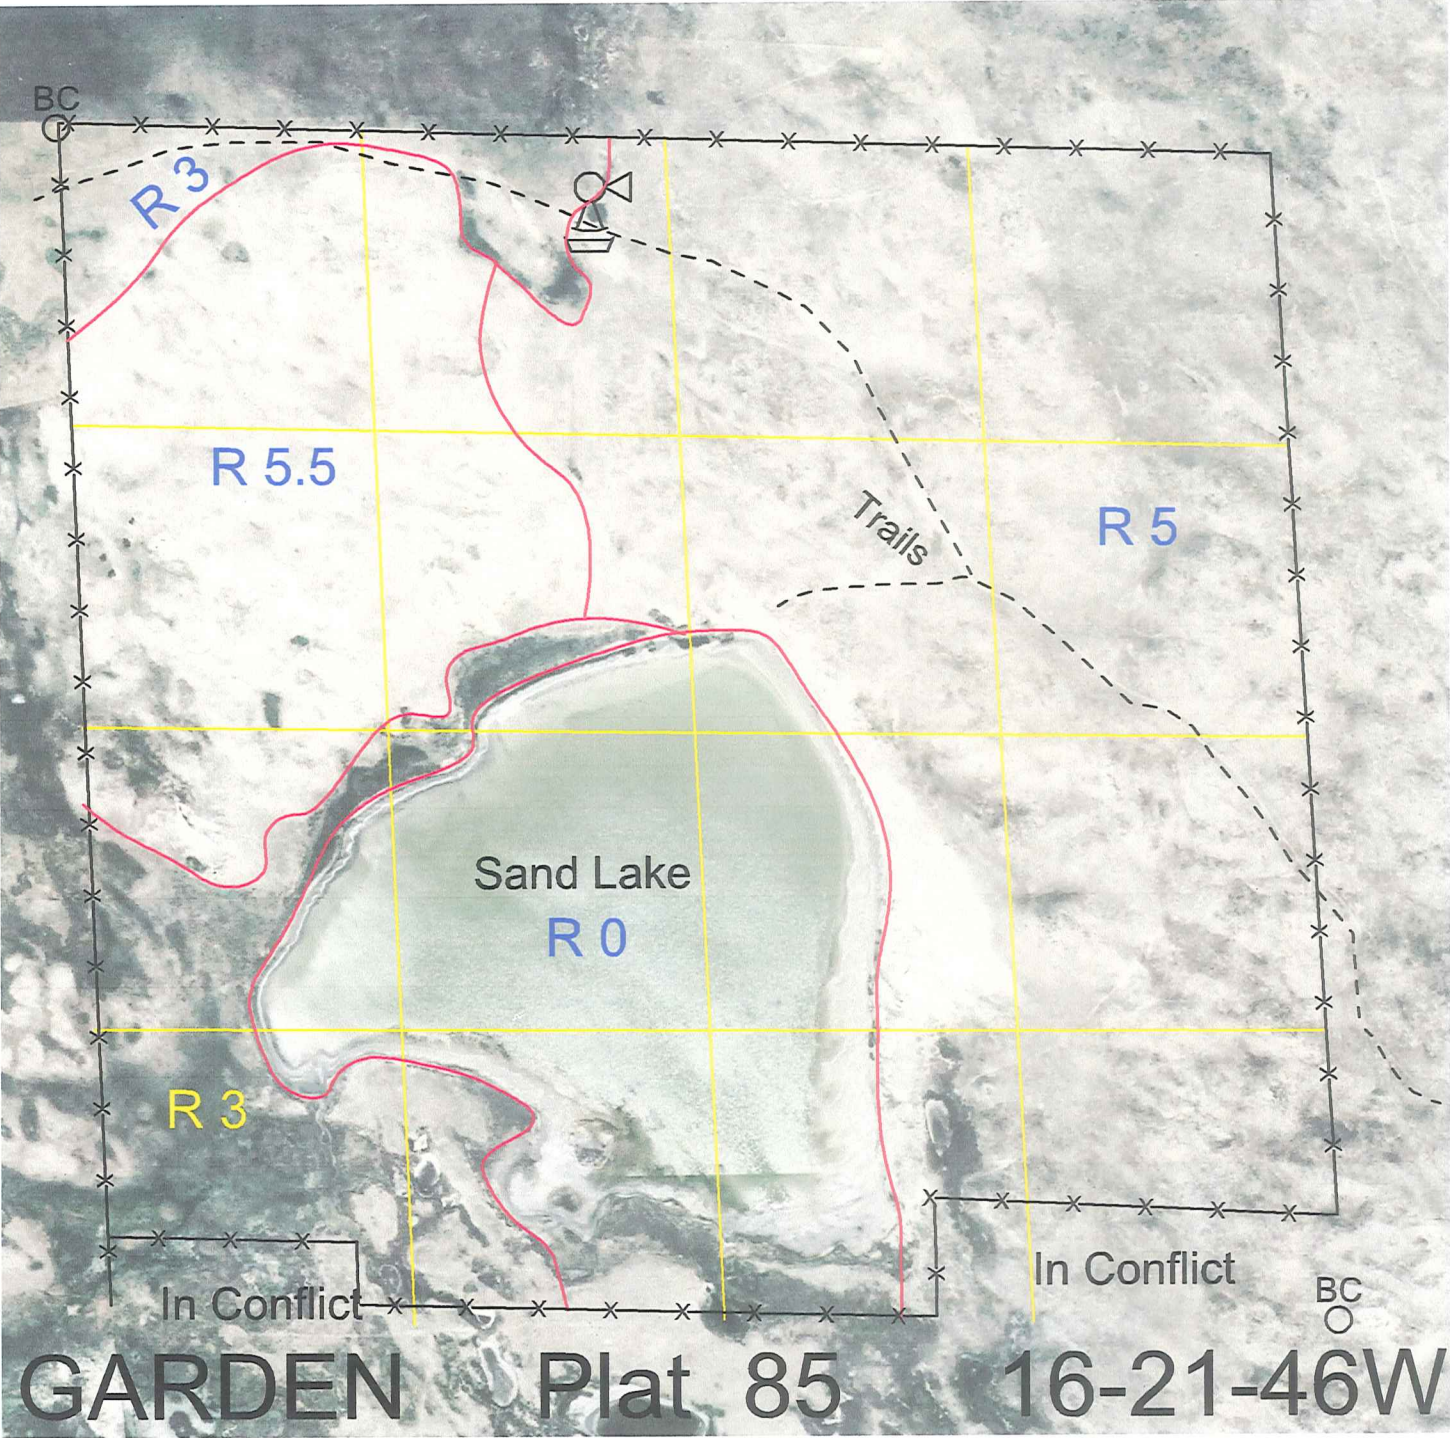 BC
R 3
R 5.5
Trails
R 5
Sand Lake
R 0
R 3
In Conflict
In Conflict
BC
GARDEN Plat 85 16-21-46W